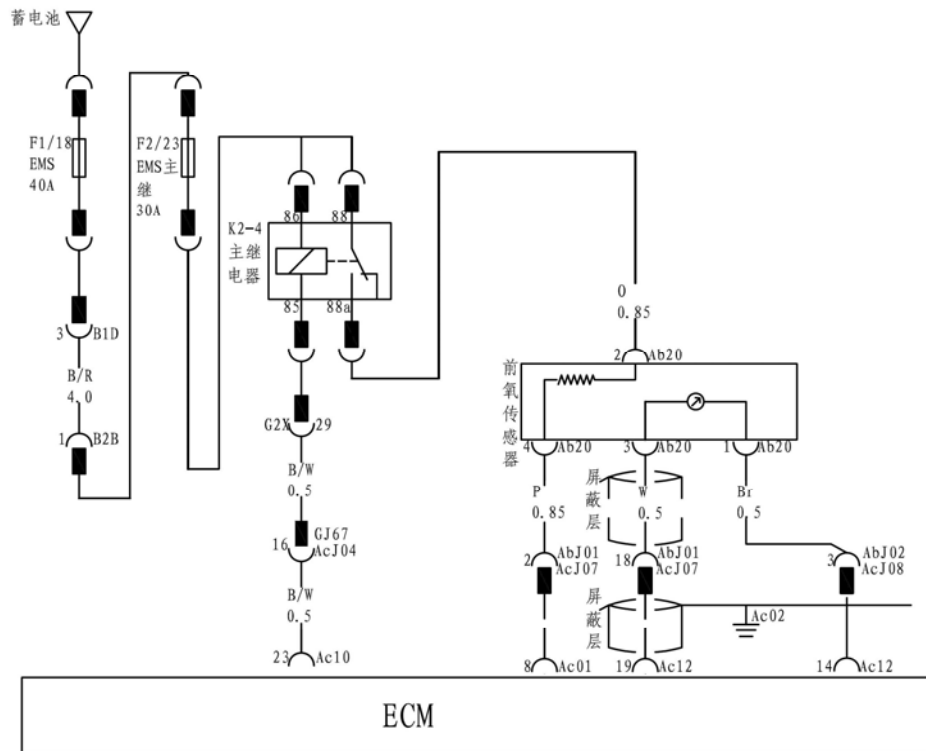 蓄电池
F1/18
EMS
40A
F2/23
EMS主
继
30A
86
88
K2-4
主继
电器
85
88a
3
B1D
B/R
4.0
1
B2B
G2X
29
B/W
0.5
16
GJ67
AcJ04
B/W
0.5
23
Ac10
O
0.85
2
Ab20
前氧传感器
4
Ab20
3
Ab20
1
Ab20
P
0.85
屏蔽层
W
0.5
Br
0.5
2
AbJ01
AcJ07
18
AbJ01
AcJ07
3
AbJ02
AcJ08
屏蔽层
Ac02
8
Ac01
19
Ac12
14
Ac12
ECM